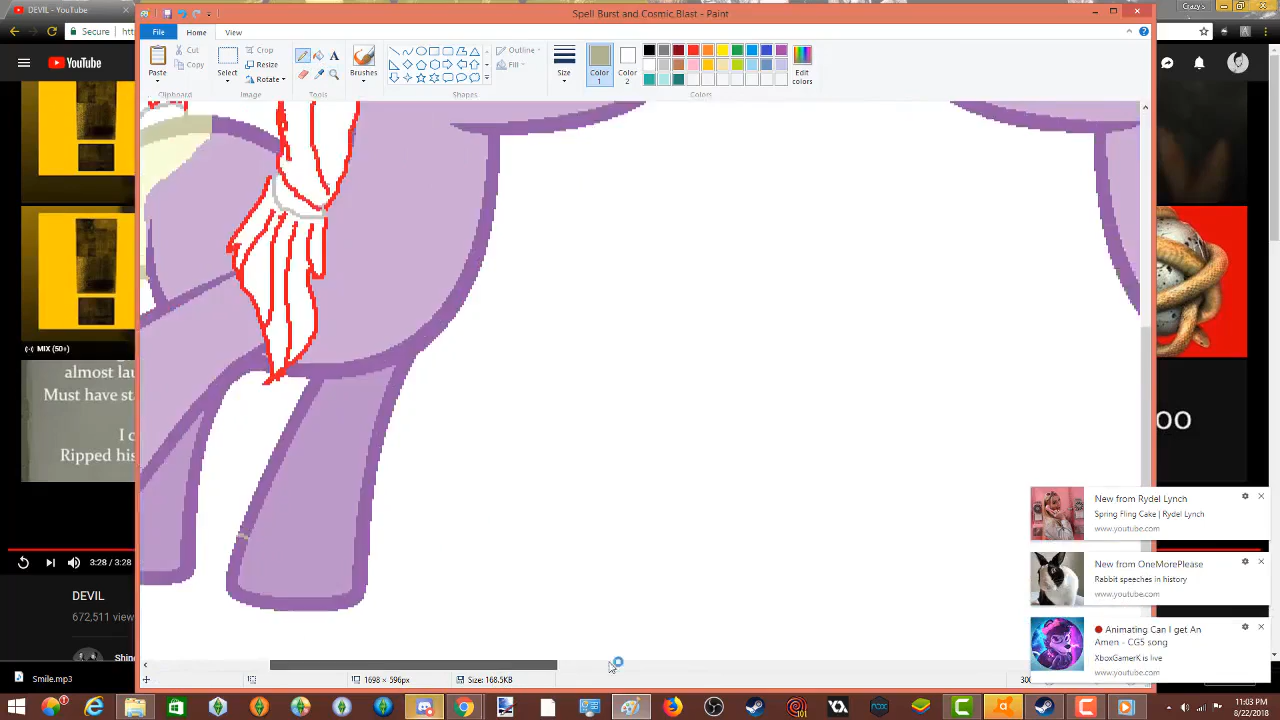 DEVIL - YouTube
Spell Burst and Cosmic Blast - Paint
Gazy's
Secure
File
Home
View
YouTube
Paste
Cut
Copy
Clipboard
Select
Crop
Resize
Rotate
Image
A
Tools
Brushes
Shapes
Outline
Fill
Size
Color 1
Color 2
Colors
Edit colors
MIX (50+)
almost lau
Must have st
I c
Ripped his
3:28 / 3:28
DEVIL
672,511 view
OO
New from Rydel Lynch
Spring Fling Cake | Rydel Lynch
www.youtube.com
New from OneMorePlease
Rabbit speeches in history
www.youtube.com
Animating Can I get An Amen - CG5 song
XboxGamerK is live
www.youtube.com
Size: 168.5KB
300
Smile.mp3
101
11:03 PM
8/22/2018